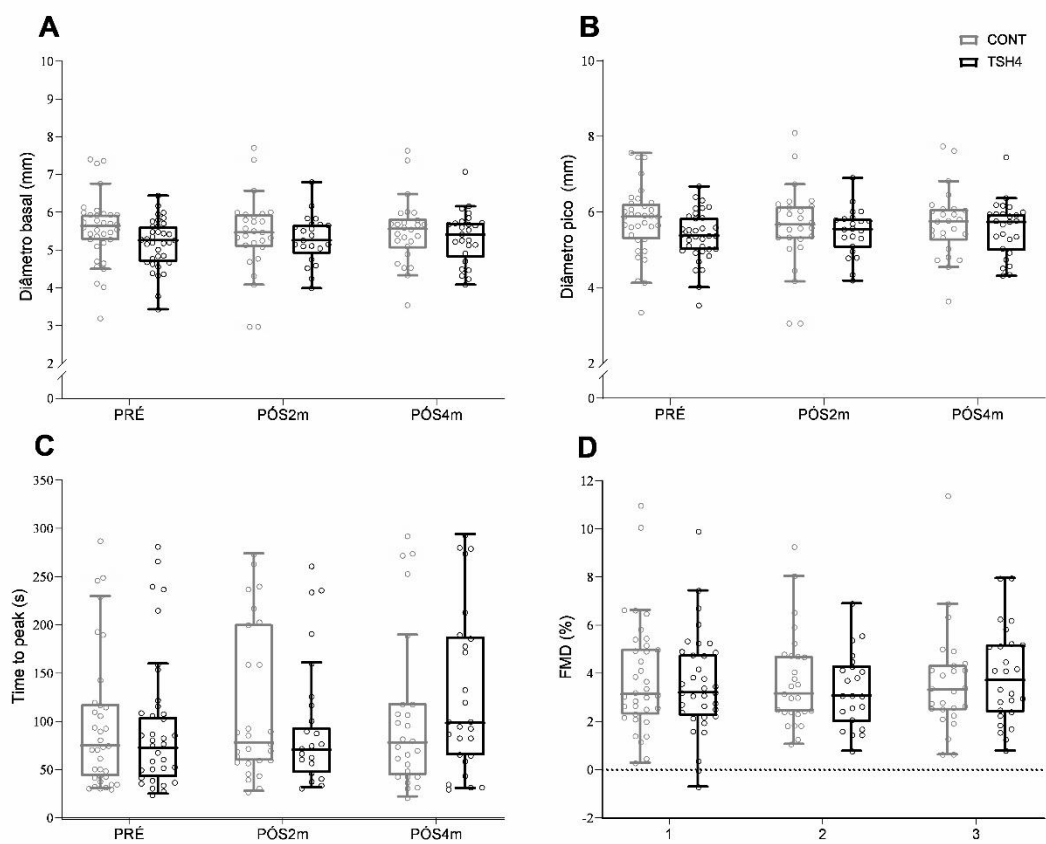 A
Diâmetro basal (mm)
10
9
8
7
6
5
4
3
2
0
PRÉ
PÓS2m
PÓS4m
B
CONT
TSH4
Diâmetro pico (mm)
10
8
6
4
2
0
PRÉ
PÓS2m
PÓS4m
C
Time to peak (s)
350
300
250
200
150
100
50
0
PRÉ
PÓS2m
PÓS4m
D
FMD (%)
12
10
8
6
4
2
0
-2
1
2
3